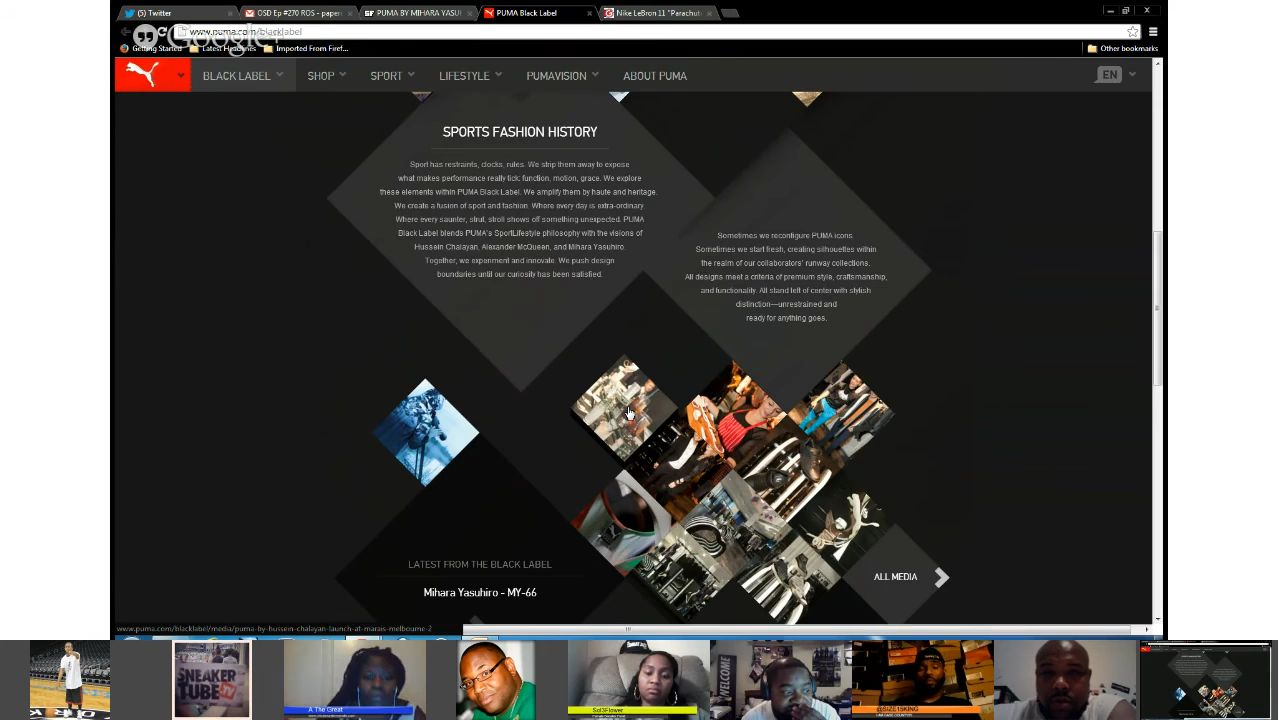 (5) Twitter
OSD Ep #270 ROS - paper
PUMA BY MIHARA YASUH
PUMA Black Label
Nike LeBron 11 "Parachute
www.puma.com/blacklabel
Google+
Getting Started
Latest Headlines
Imported From Firef...
Other bookmarks
BLACK LABEL
SHOP
SPORT
LIFESTYLE
PUMAVISION
ABOUT PUMA
EN
SPORTS FASHION HISTORY
Sport has restraints, clocks, rules. We strip them away to expose
what makes performance really tick: function, motion, grace. We explore
these elements within PUMA Black Label. We amplify them by haute and heritage.
We create a fusion of sport and fashion. Where every day is extra-ordinary
Where every saunter, strut, stroll shows off something unexpected. PUMA
Black Label blends PUMA's SportLifestyle philosophy with the visions of
Hussein Chalayan, Alexander McQueen, and Mihara Yasuhiro.
Together, we experiment and innovate. We push design
boundaries until our curiosity has been satisfied.
Sometimes we reconfigure PUMA icons.
Sometimes we start fresh, creating silhouettes within
the realm of our collaborators' runway collections.
All designs meet a criteria of premium style, craftsmanship,
and functionality. All stand left of center with stylish
distinction—unrestrained and
ready for anything goes.
LATEST FROM THE BLACK LABEL
Mihara Yasuhiro - MY-66
ALL MEDIA
www.puma.com/blacklabel/media/puma-by-hussein-chalayan-launch-at-marais-melbourne-2
SNEAKER
TUBE TV
A The Great
Sol3Flower
WELCOME
@SIZE15KING